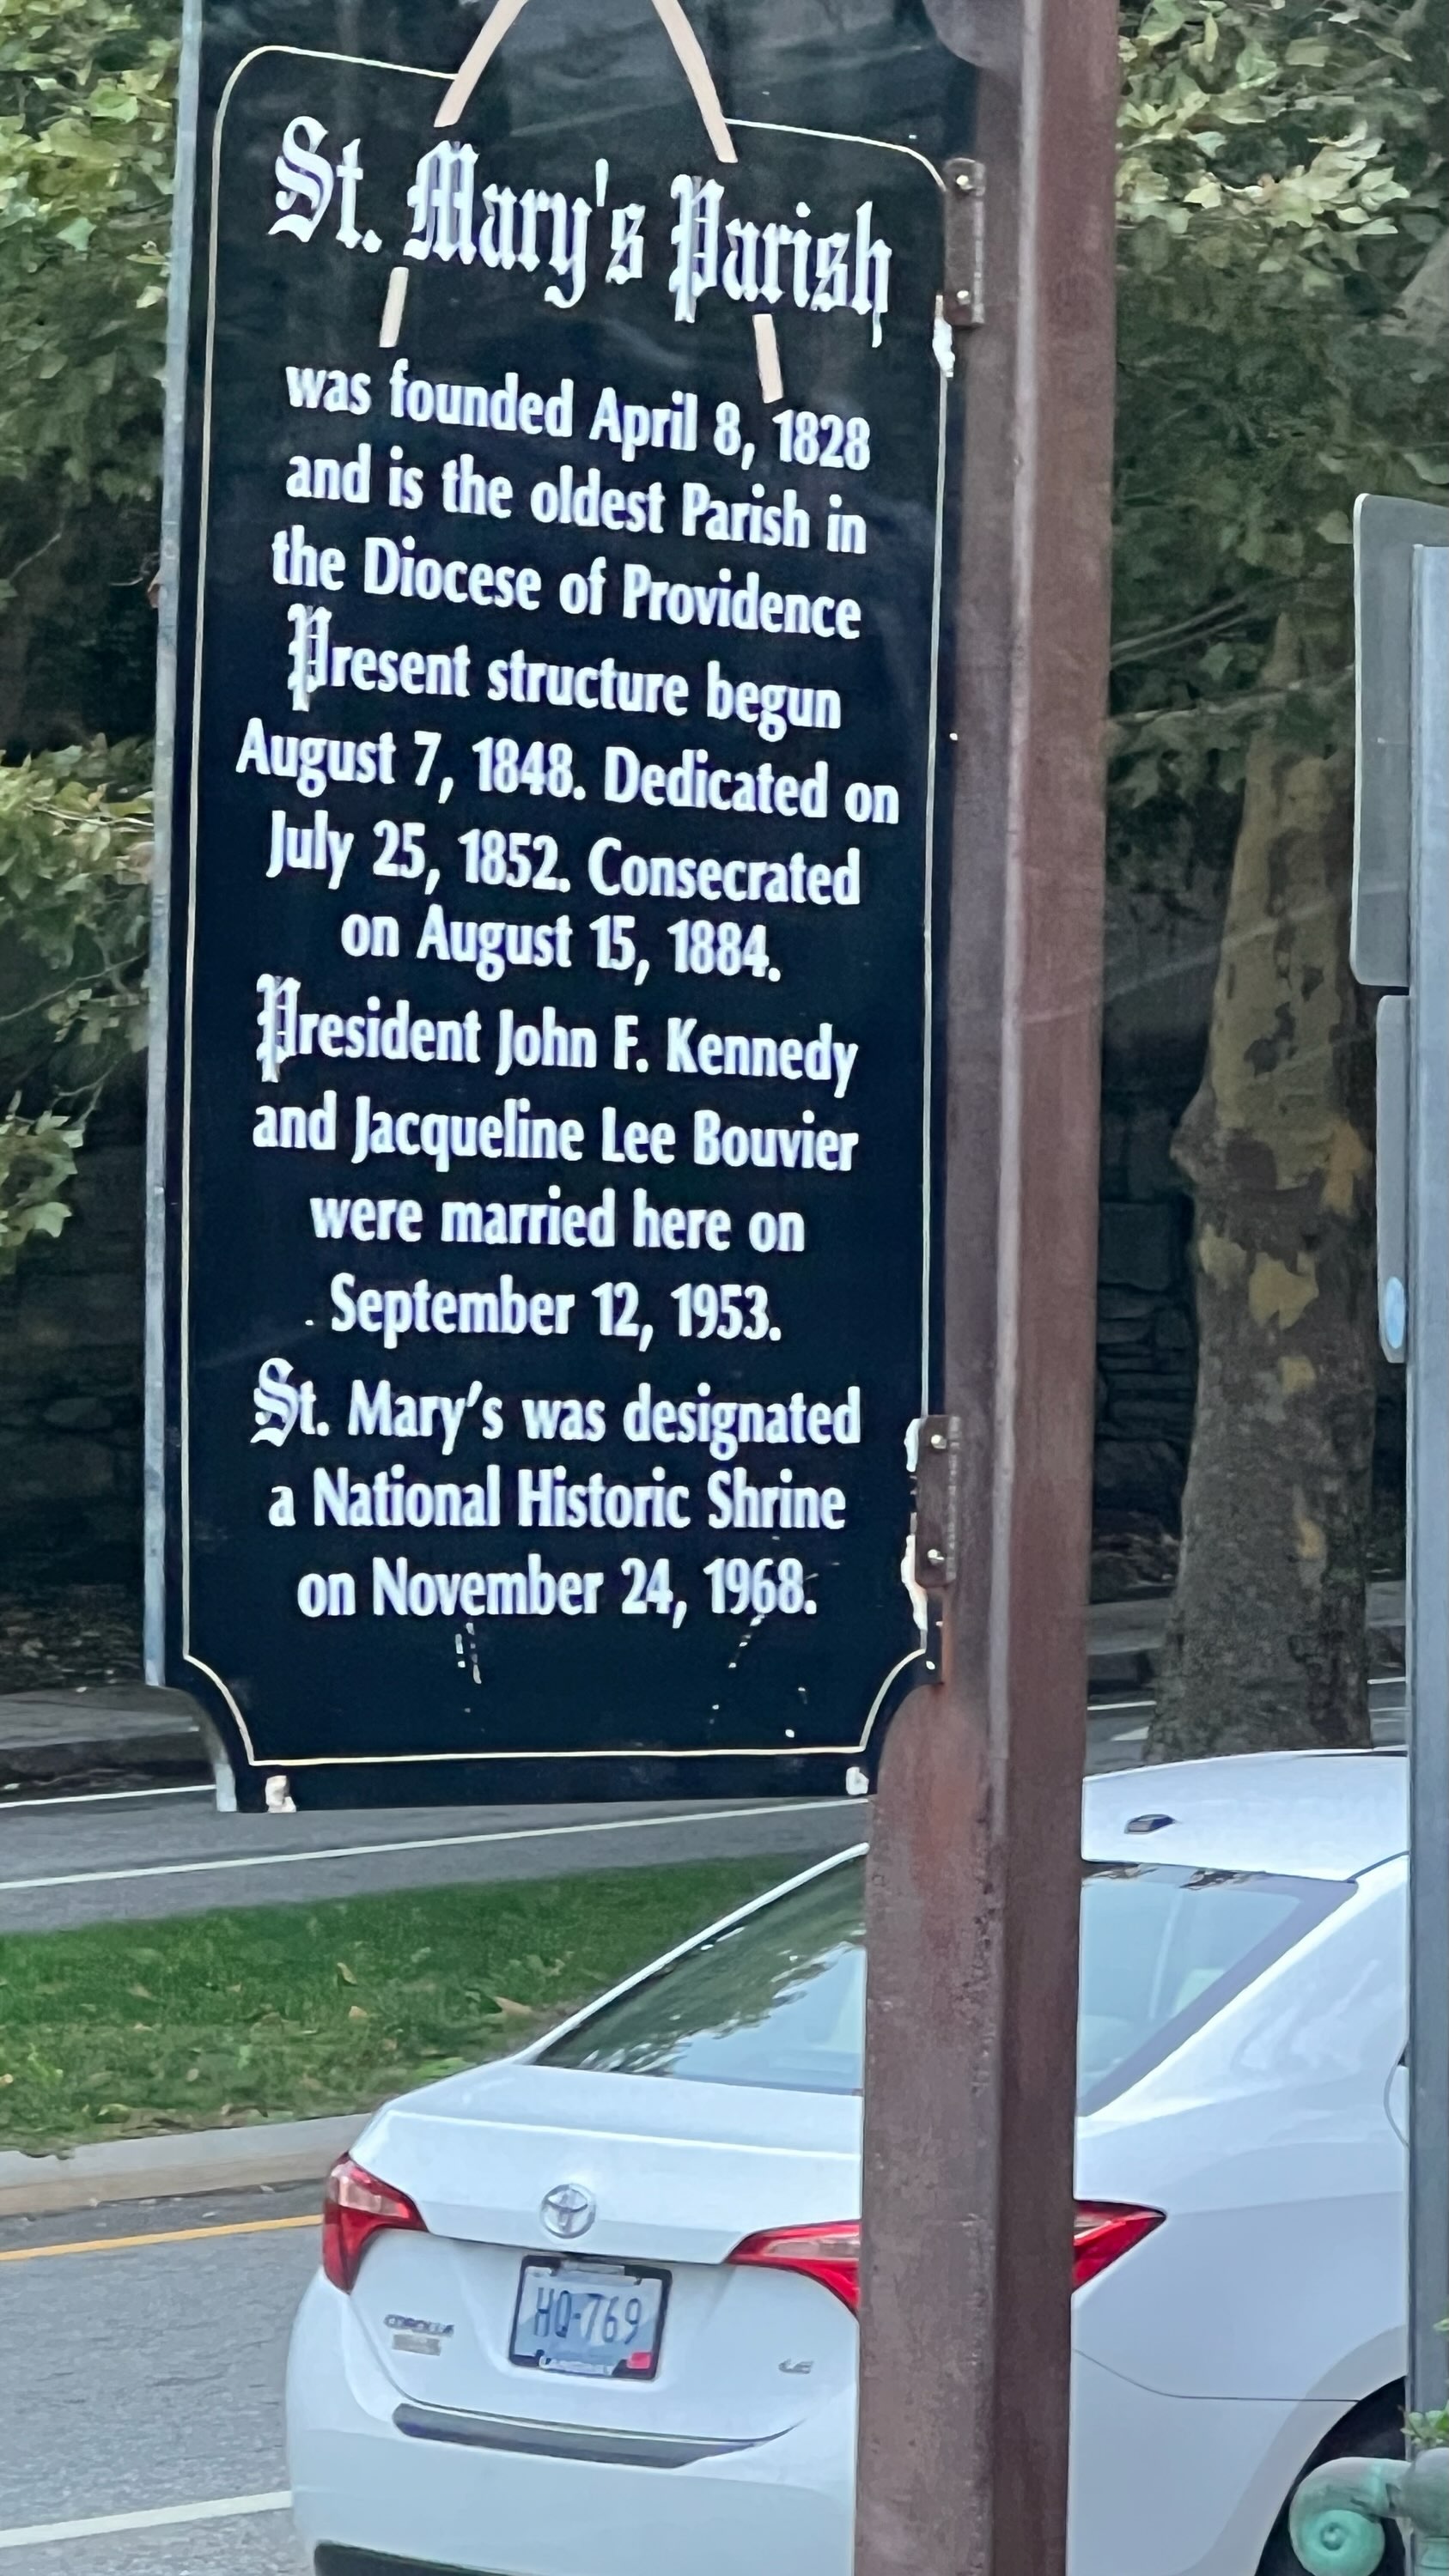 St. Mary's Parish
was founded April 8, 1828
and is the oldest Parish in
the Diocese of Providence
Present structure begun
August 7, 1848. Dedicated on
July 25, 1852. Consecrated
on August 15, 1884.
President John F. Kennedy
and Jacqueline Lee Bouvier
were married here on
September 12, 1953.
St. Mary's was designated
a National Historic Shrine
on November 24, 1968.
COROLLA
HQ-769
LE